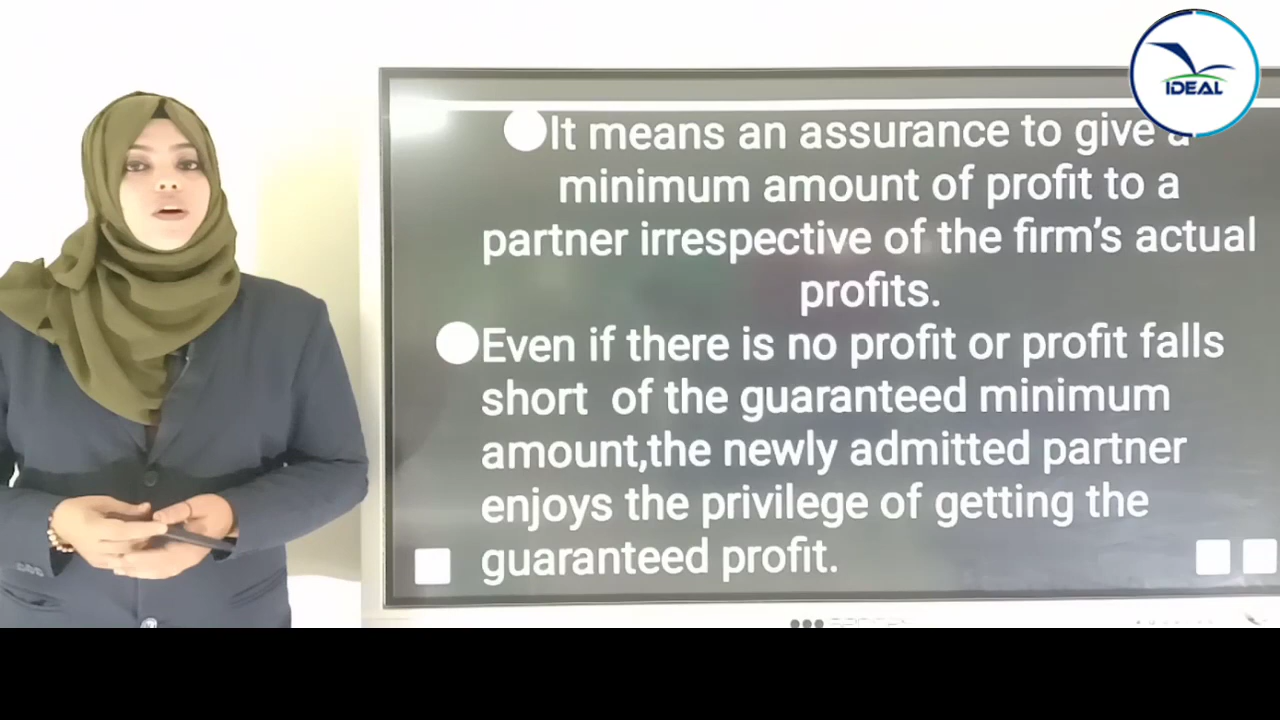 IDEAL
It means an assurance to give a
minimum amount of profit to a
partner irrespective of the firm's actual
profits.
Even if there is no profit or profit falls
short of the guaranteed minimum
amount,the newly admitted partner
enjoys the privilege of getting the
guaranteed profit.